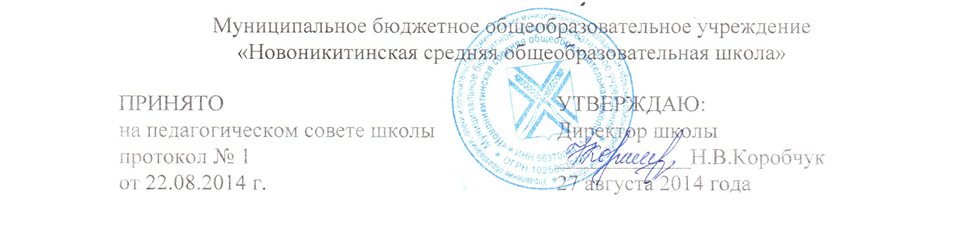 Муниципальное бюджетное общеобразовательное учреждение
«Новоникитинская средняя общеобразовательная школа»
ПРИНЯТО
на педагогическом совете школы
протокол № 1
от 22.08.2014 г.
УТВЕРЖДАЮ:
Директор школы
Н.В.Коробчук
27 августа 2014 года